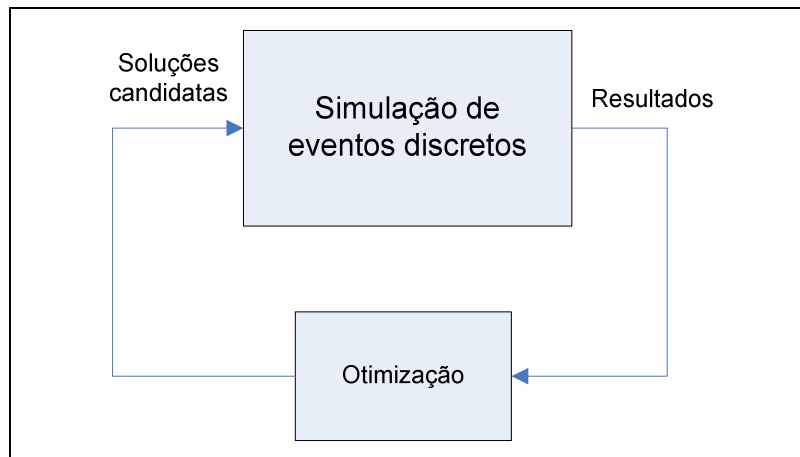 Soluções
candidatas
Simulação de
eventos discretos
Resultados
Otimização